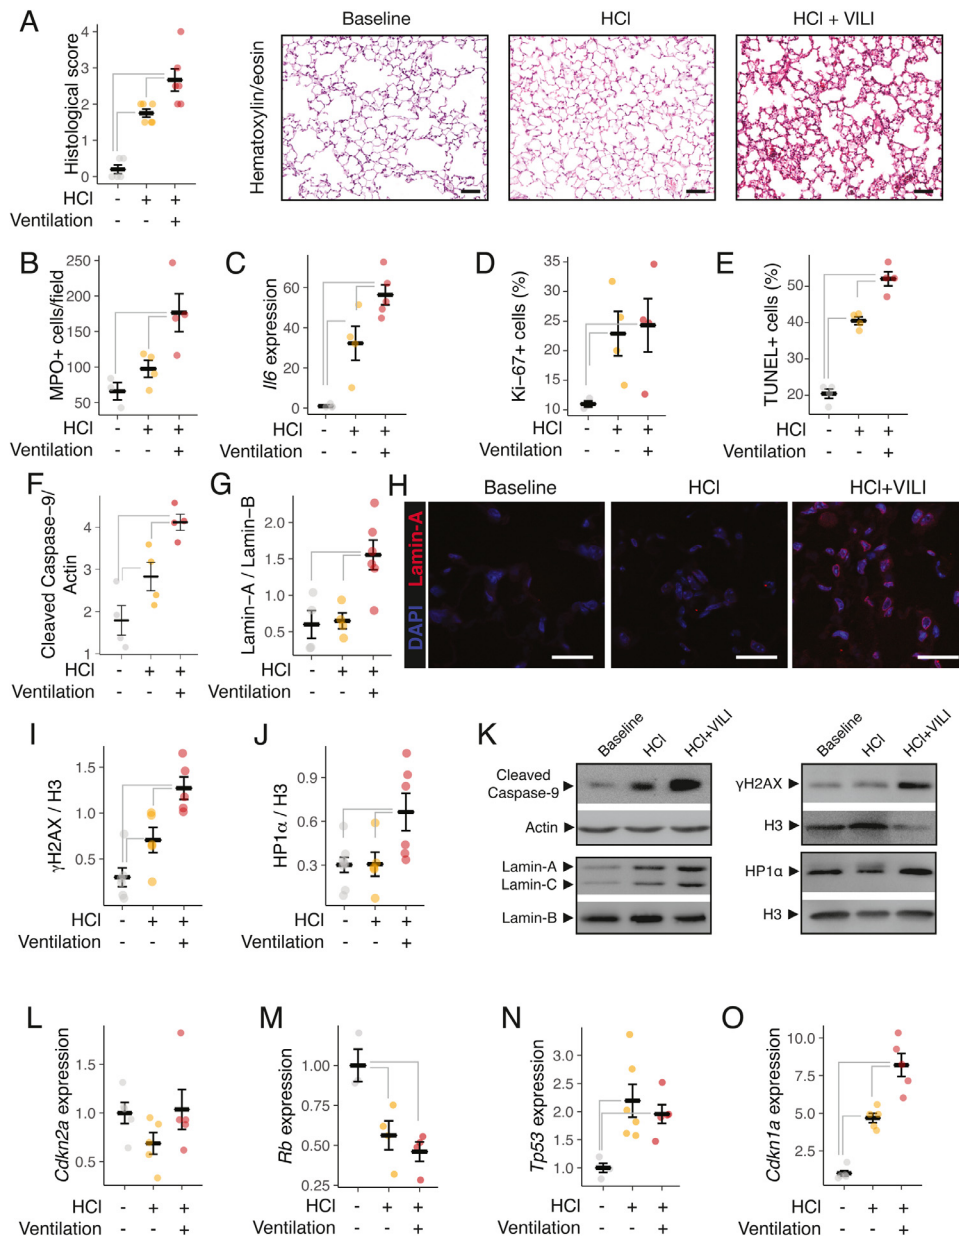 A
Histological score
4
3
2
1
0
HCl - + +
Ventilation - - +
Hematoxylin/eosin
Baseline
HCl
HCl + VILI
B
MPO+ cells/field
250
200
150
100
50
HCl - + +
Ventilation - - +
C
Il6 expression
60
40
20
0
HCl - + +
Ventilation - - +
D
Ki-67+ cells (%)
35
30
25
20
15
10
HCl - + +
Ventilation - - +
E
TUNEL+ cells (%)
50
40
30
20
HCl - + +
Ventilation - - +
F
Cleaved Caspase-9/
Actin
4
3
2
1
HCl - + +
Ventilation - - +
G
Lamin-A / Lamin-B
2.0
1.5
1.0
0.5
HCl - + +
Ventilation - - +
H
DAPI Lamin-A
Baseline
HCl
HCl+VILI
I
γH2AX / H3
1.5
1.0
0.5
0.0
HCl - + +
Ventilation - - +
J
HP1α / H3
0.9
0.6
0.3
0.0
HCl - + +
Ventilation - - +
K
Baseline
HCl
HCl+VILI
Cleaved
Caspase-9
Actin
Lamin-A
Lamin-C
Lamin-B
Baseline
HCl
HCl+VILI
γH2AX
H3
HP1α
H3
L
Cdkn2a expression
1.5
1.0
0.5
HCl - + +
Ventilation - - +
M
Rb expression
1.00
0.75
0.50
0.25
HCl - + +
Ventilation - - +
N
Tp53 expression
3.0
2.5
2.0
1.5
1.0
HCl - + +
Ventilation - - +
O
Cdkn1a expression
10.0
7.5
5.0
2.5
HCl - + +
Ventilation - - +